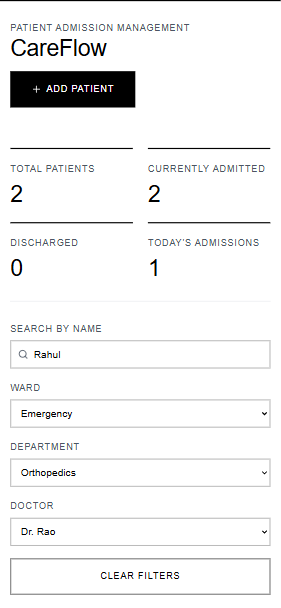 PATIENT ADMISSION MANAGEMENT
CareFlow
+ ADD PATIENT
TOTAL PATIENTS
2
CURRENTLY ADMITTED
2
DISCHARGED
0
TODAY'S ADMISSIONS
1
SEARCH BY NAME
Rahul
WARD
Emergency
DEPARTMENT
Orthopedics
DOCTOR
Dr. Rao
CLEAR FILTERS